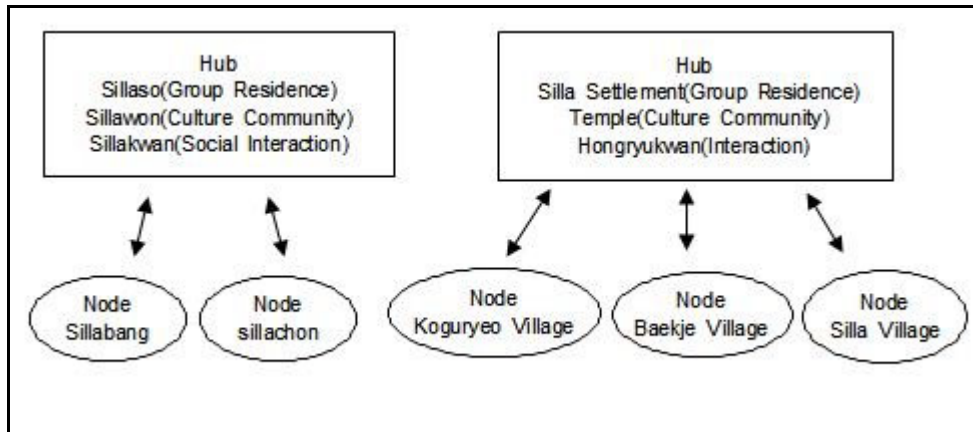 Hub
Sillaso(Group Residence)
Sillawon(Culture Community)
Sillakwan(Social Interaction)
Hub
Silla Settlement(Group Residence)
Temple(Culture Community)
Hongryukwan(Interaction)
Node
Sillabang
Node
sillachon
Node
Koguryeo Village
Node
Baekje Village
Node
Silla Village